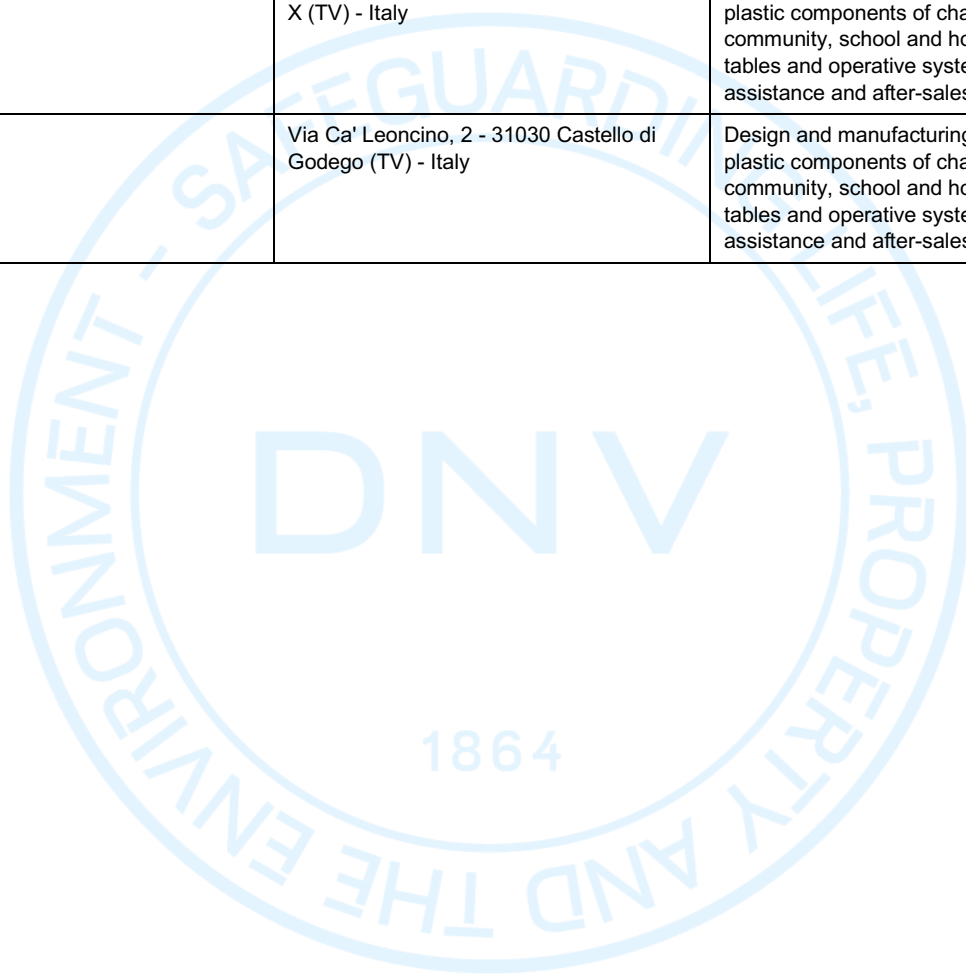 X (TV) - Italy
plastic components of cha
community, school and ho
tables and operative syste
assistance and after-sales
Via Ca' Leoncino, 2 - 31030 Castello di
Godego (TV) - Italy
Design and manufacturing
plastic components of cha
community, school and ho
tables and operative syste
assistance and after-sales
SAFEGUARDING LIFE, PROPERTY AND THE ENVIRONMENT -
DNV
1864